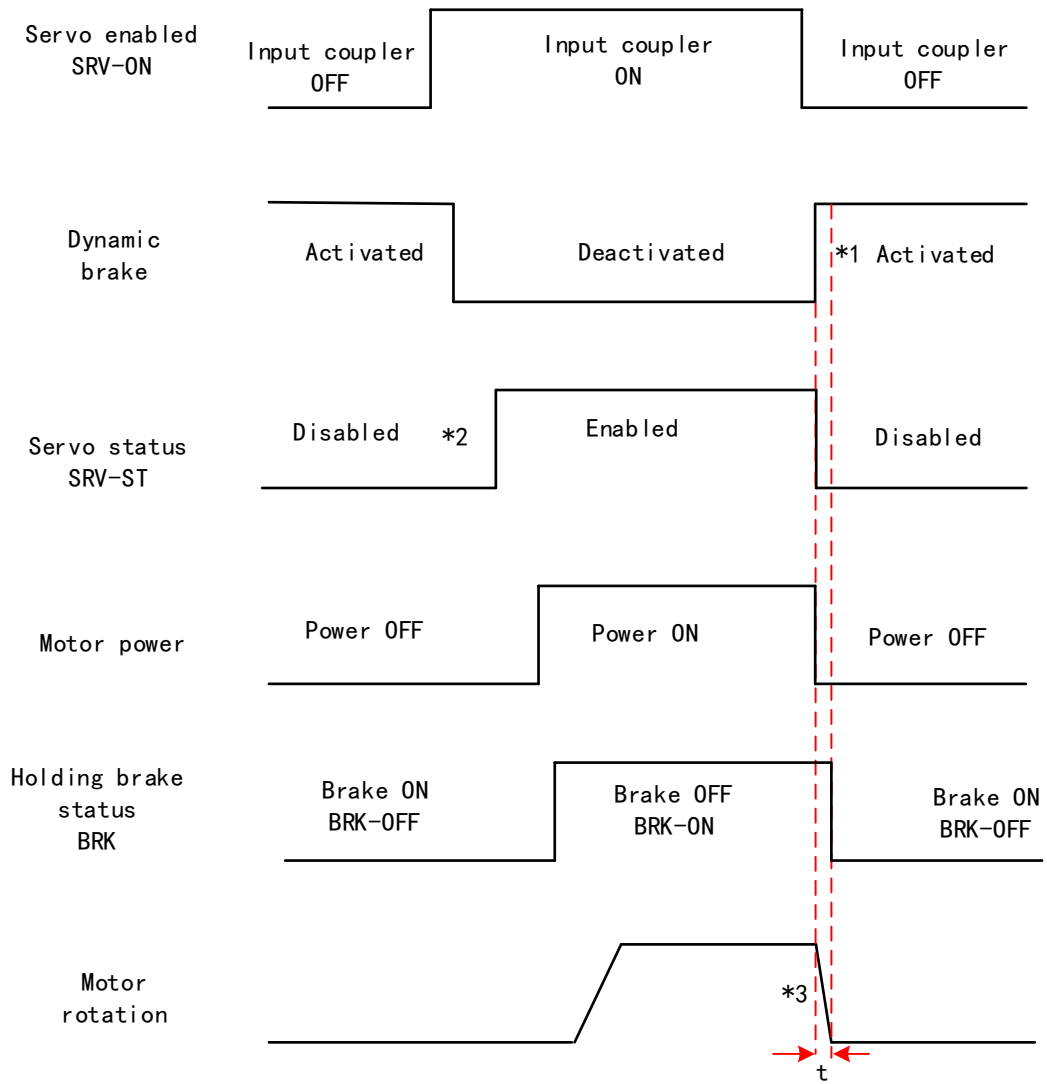 Servo enabled
SRV-ON
Input coupler
OFF
Input coupler
ON
Input coupler
OFF
Dynamic
brake
Activated
Deactivated
*1 Activated
Servo status
SRV-ST
Disabled
*2
Enabled
Disabled
Motor power
Power OFF
Power ON
Power OFF
Holding brake
status
BRK
Brake ON
BRK-OFF
Brake OFF
BRK-ON
Brake ON
BRK-OFF
Motor
rotation
*3
t